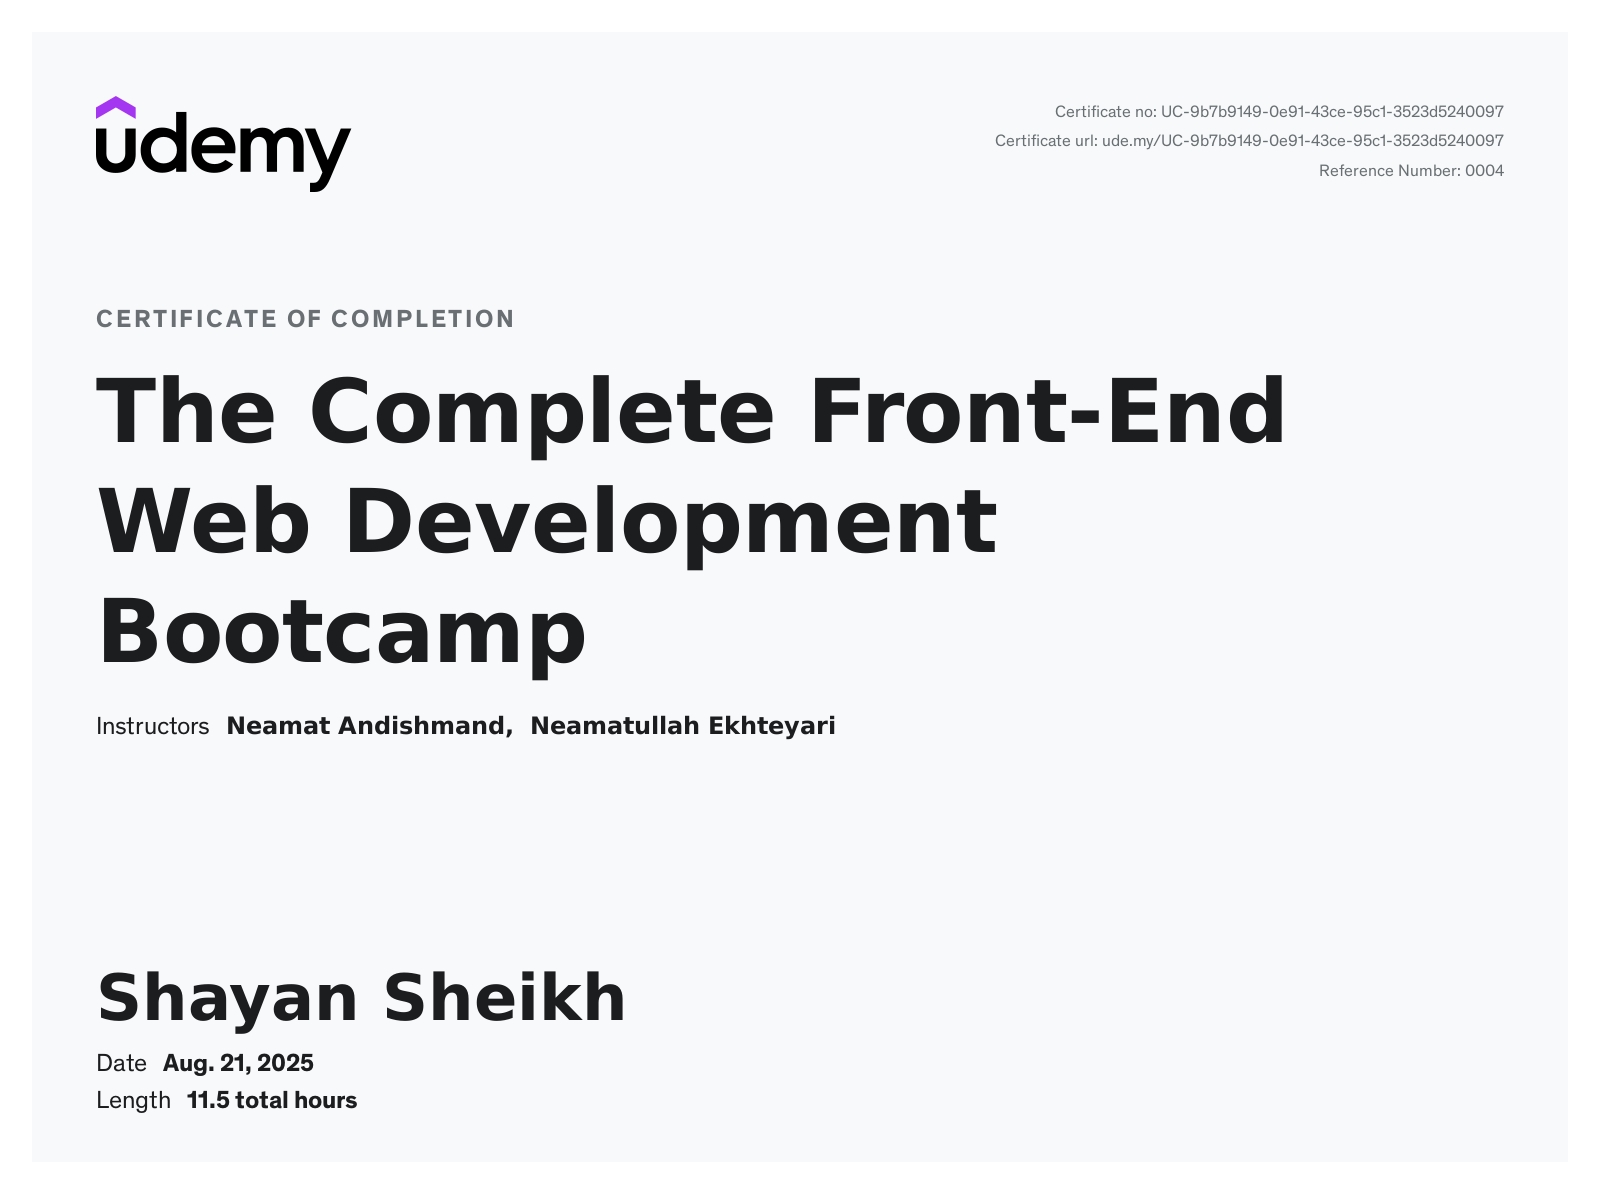 udemy
Certificate no: UC-9b7b9149-0e91-43ce-95c1-3523d5240097
Certificate url: ude.my/UC-9b7b9149-0e91-43ce-95c1-3523d5240097
Reference Number: 0004
CERTIFICATE OF COMPLETION
The Complete Front-End
Web Development
Bootcamp
Instructors Neamat Andishmand, Neamatullah Ekhteyari
Shayan Sheikh
Date Aug. 21, 2025
Length 11.5 total hours